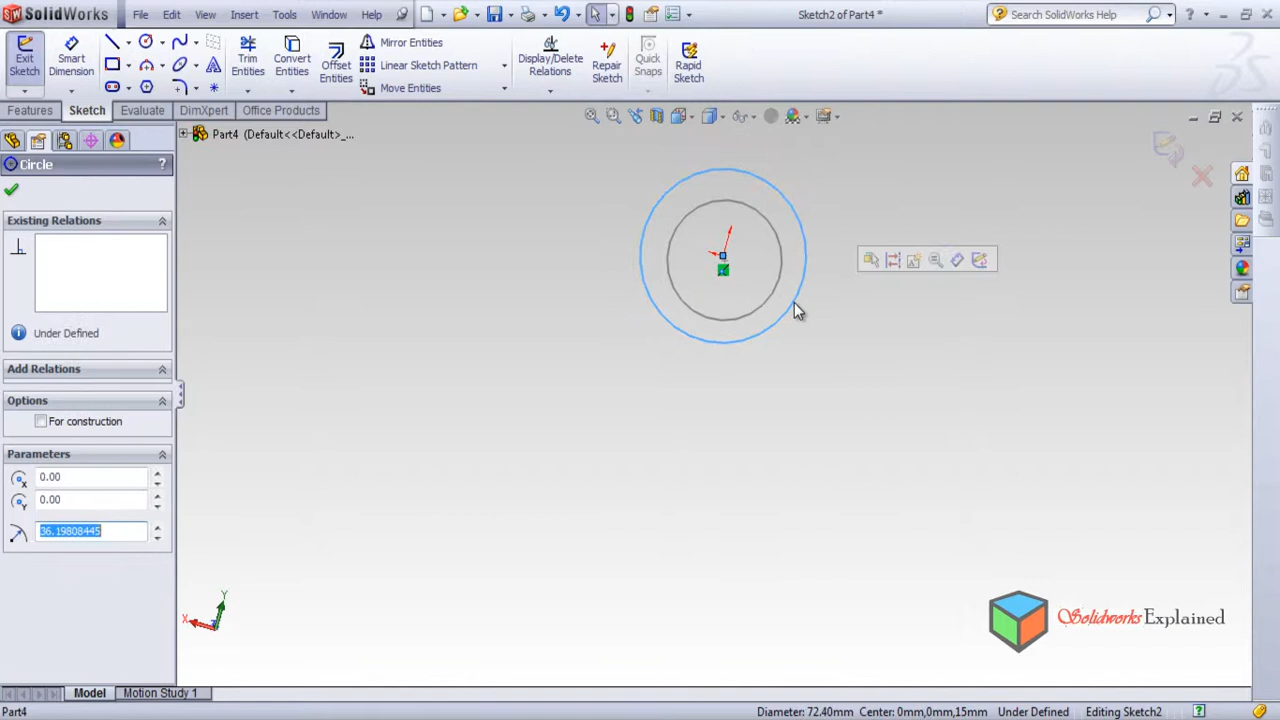 SolidWorks
File Edit View Insert Tools Window Help
Sketch2 of Part4 *
Search SolidWorks Help
Exit Sketch
Smart Dimension
Trim Entities
Convert Entities
Offset Entities
Mirror Entities
Linear Sketch Pattern
Move Entities
Display/Delete Relations
Repair Sketch
Quick Snaps
Rapid Sketch
Features Sketch Evaluate DimXpert Office Products
Part4 (Default<<Default>_...
Circle ?
Existing Relations
Under Defined
Add Relations
Options
For construction
Parameters
0.00
0.00
36.19808445
Y
X
Solidworks Explained
Model Motion Study 1
Part4 Diameter: 72.40mm Center: 0mm,0mm,15mm Under Defined Editing Sketch2